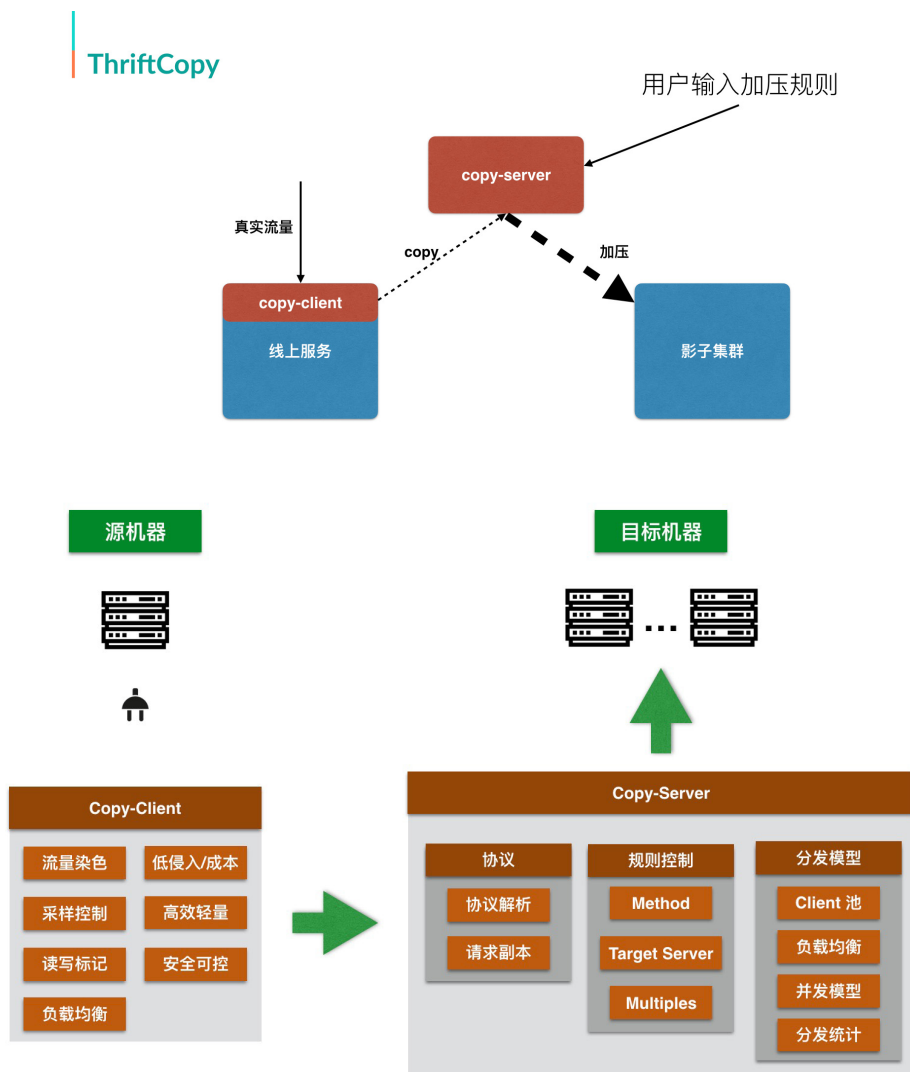 ThriftCopy
用户输入加压规则
copy-server
真实流量
copy
加压
copy-client
线上服务
影子集群
源机器
目标机器
...
Copy-Client
流量染色
低侵入/成本
采样控制
高效轻量
读写标记
安全可控
负载均衡
Copy-Server
协议
协议解析
请求副本
规则控制
Method
Target Server
Multiples
分发模型
Client 池
负载均衡
并发模型
分发统计